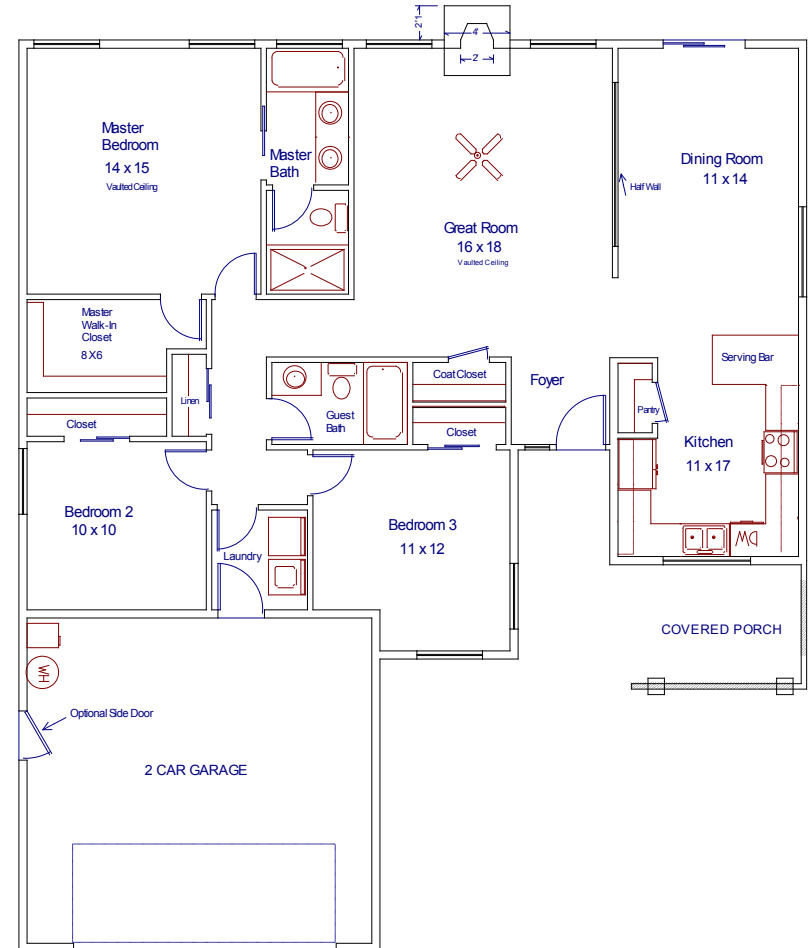 2'1
4'
2'
Master
Bedroom
14 x 15
Vaulted Ceiling
Master
Bath
Great Room
16 x 18
Vaulted Ceiling
Half Wall
Dining Room
11 x 14
Master
Walk-In
Closet
8 X 6
Linen
Closet
Guest
Bath
Coat Closet
Closet
Foyer
Serving Bar
Pantry
Kitchen
11 x 17
DW
Bedroom 2
10 x 10
Laundry
Bedroom 3
11 x 12
COVERED PORCH
WH
Optional Side Door
2 CAR GARAGE